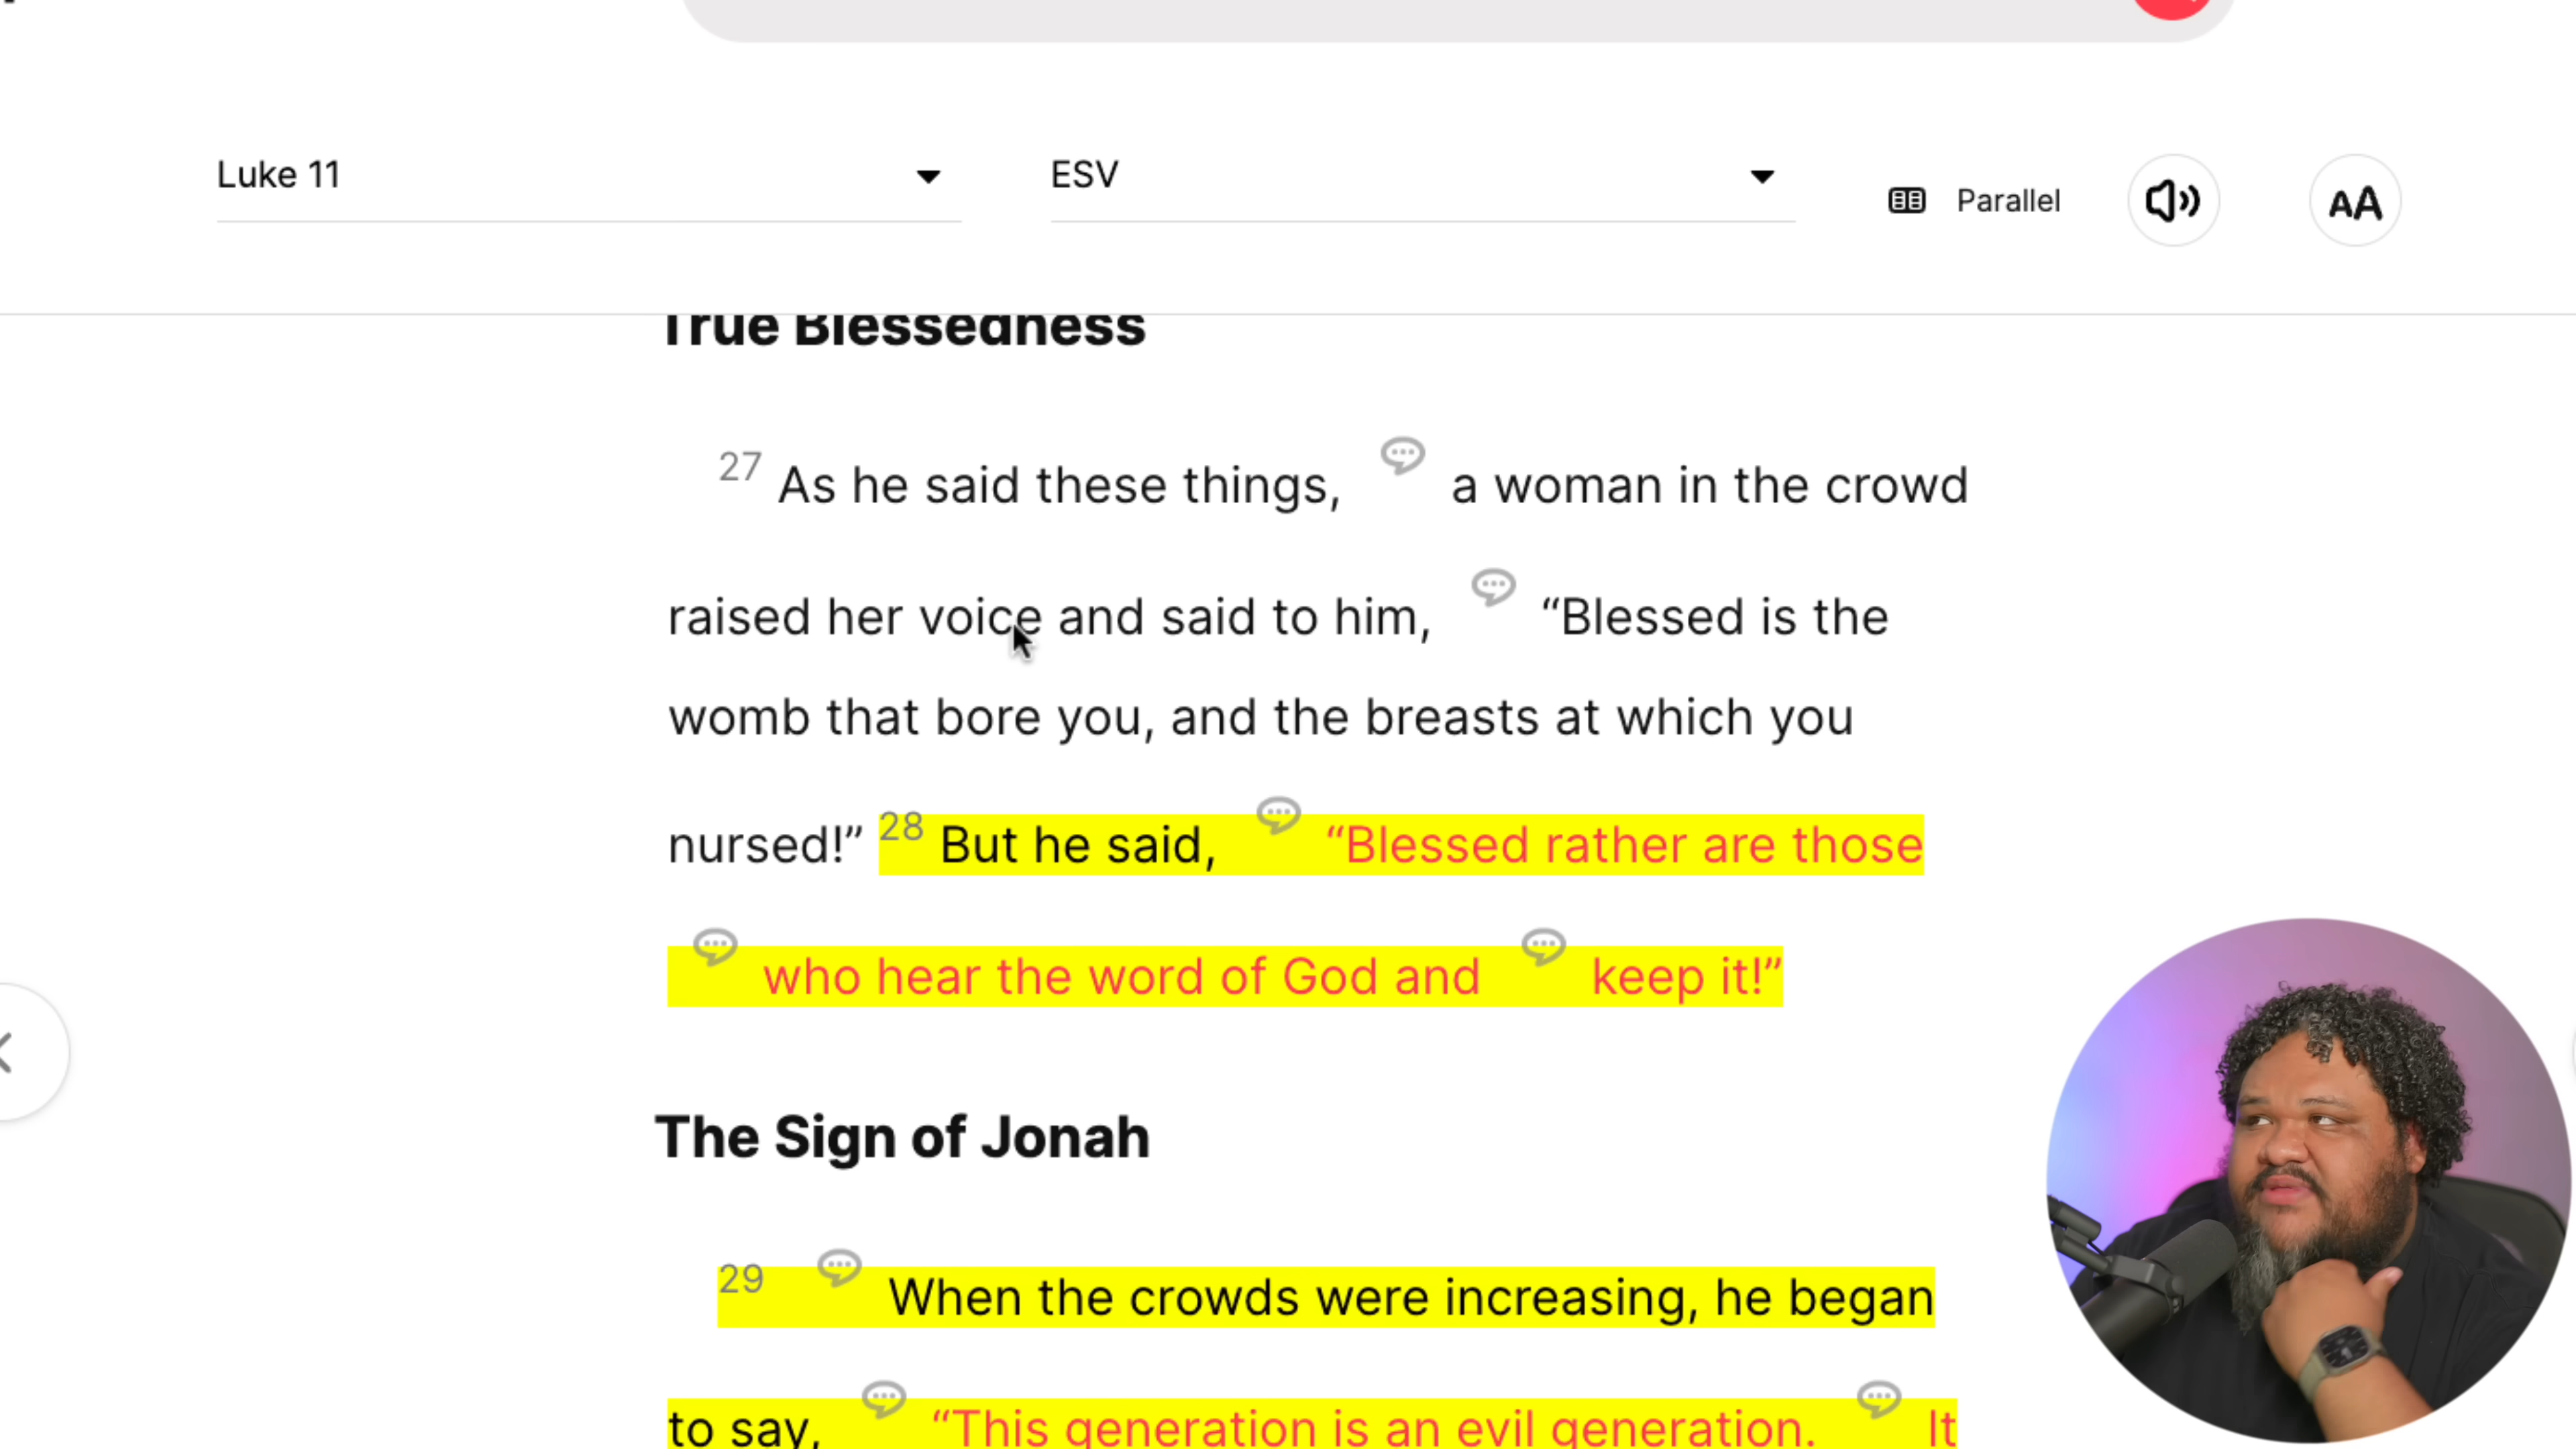 Luke 11
ESV
Parallel
AA
True Blessedness
27 As he said these things, a woman in the crowd
raised her voice and said to him, “Blessed is the
womb that bore you, and the breasts at which you
nursed!” 28 But he said, “Blessed rather are those
who hear the word of God and keep it!”
The Sign of Jonah
29 When the crowds were increasing, he began
to say, “This generation is an evil generation. It